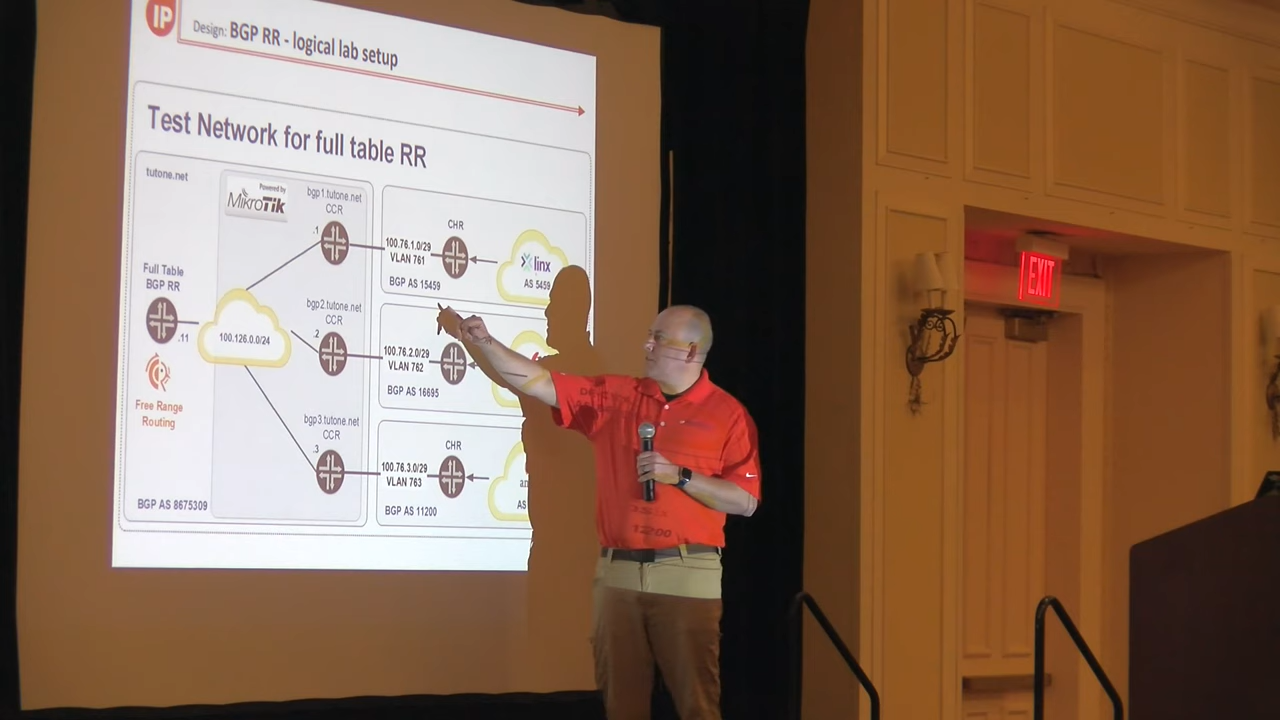 IP
Design: BGP RR - logical lab setup
Test Network for full table RR
tutone.net
Powered by
MikroTik
bgp1.tutone.net
CCR
.1
100.76.1.0/29
VLAN 761
BGP AS 15459
CHR
linx
AS 5459
Full Table
BGP RR
.11
100.126.0.0/24
bgp2.tutone.net
CCR
.2
100.76.2.0/29
VLAN 762
BGP AS 16695
Free Range
Routing
bgp3.tutone.net
CCR
.3
100.76.3.0/29
VLAN 763
BGP AS 11200
CHR
an
AS
BGP AS 8675309
EXIT